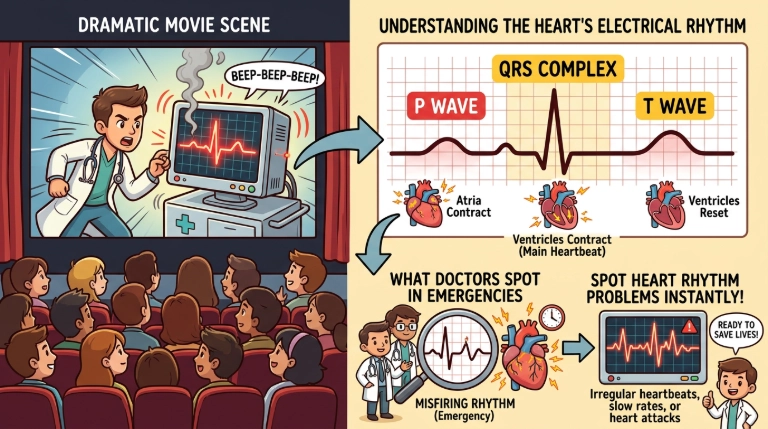 DRAMATIC MOVIE SCENE
BEEP-BEEP-BEEP!
UNDERSTANDING THE HEART'S ELECTRICAL RHYTHM
QRS COMPLEX
P WAVE
T WAVE
Atria
Contract
Ventricles Contract
(Main Heartbeat)
Ventricles
Reset
WHAT DOCTORS SPOT
IN EMERGENCIES
MISFIRING RHYTHM
(Emergency)
SPOT HEART RHYTHM
PROBLEMS INSTANTLY!
READY TO
SAVE LIVES!
Irregular heartbeats,
slow rates, or
heart attacks